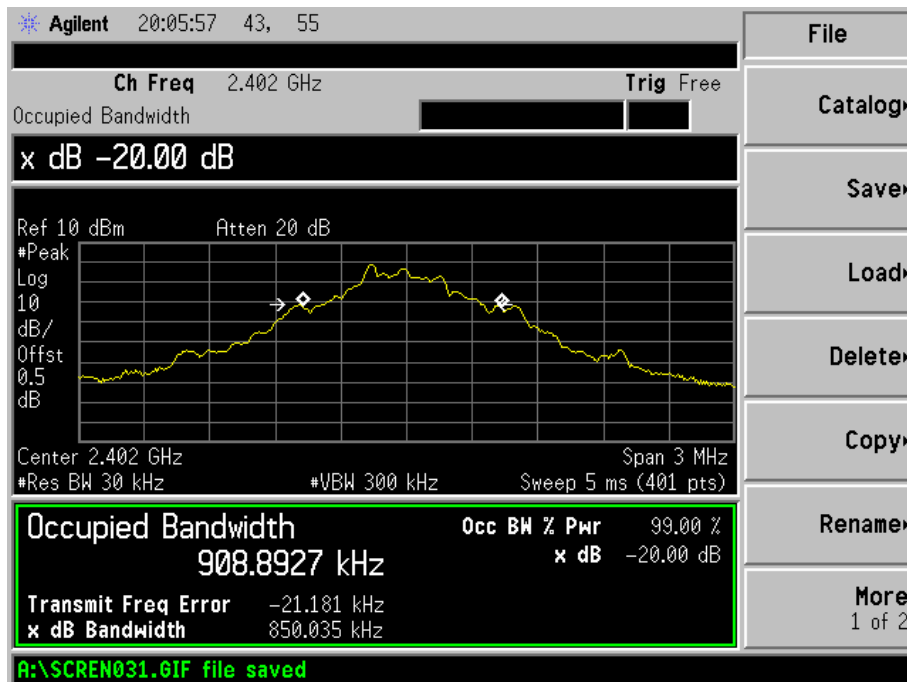 Agilent 20:05:57 43, 55
File
Ch Freq 2.402 GHz Trig Free
Occupied Bandwidth
Catalog
x dB -20.00 dB
Save
Ref 10 dBm Atten 20 dB
#Peak
Log
10
dB/
Offst
0.5
dB
Load
Delete
Copy
Center 2.402 GHz Span 3 MHz
#Res BW 30 kHz #VBW 300 kHz Sweep 5 ms (401 pts)
Occupied Bandwidth Occ BW % Pwr 99.00 %
908.8927 kHz x dB -20.00 dB
Rename
Transmit Freq Error -21.181 kHz
x dB Bandwidth 850.035 kHz
More
1 of 2
A:\SCREN031.GIF file saved